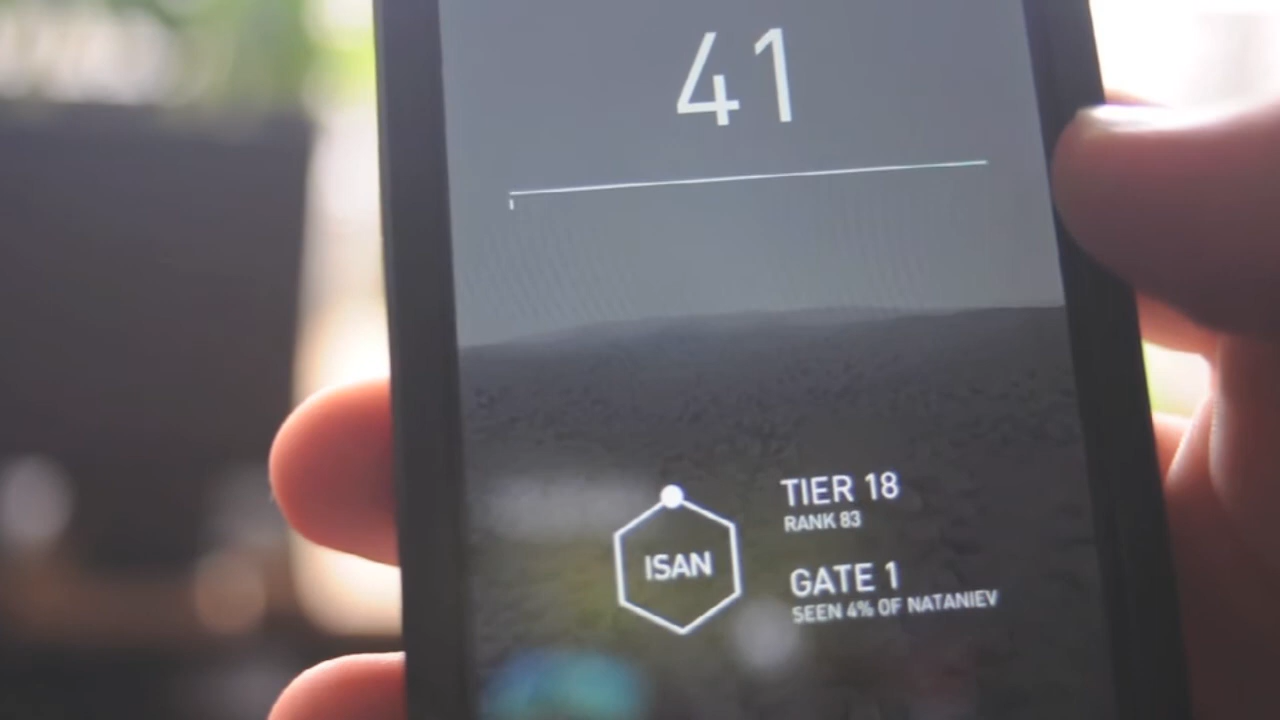 41
ISAN
TIER 18
RANK 83
GATE 1
SEEN 4% OF NATANIEV